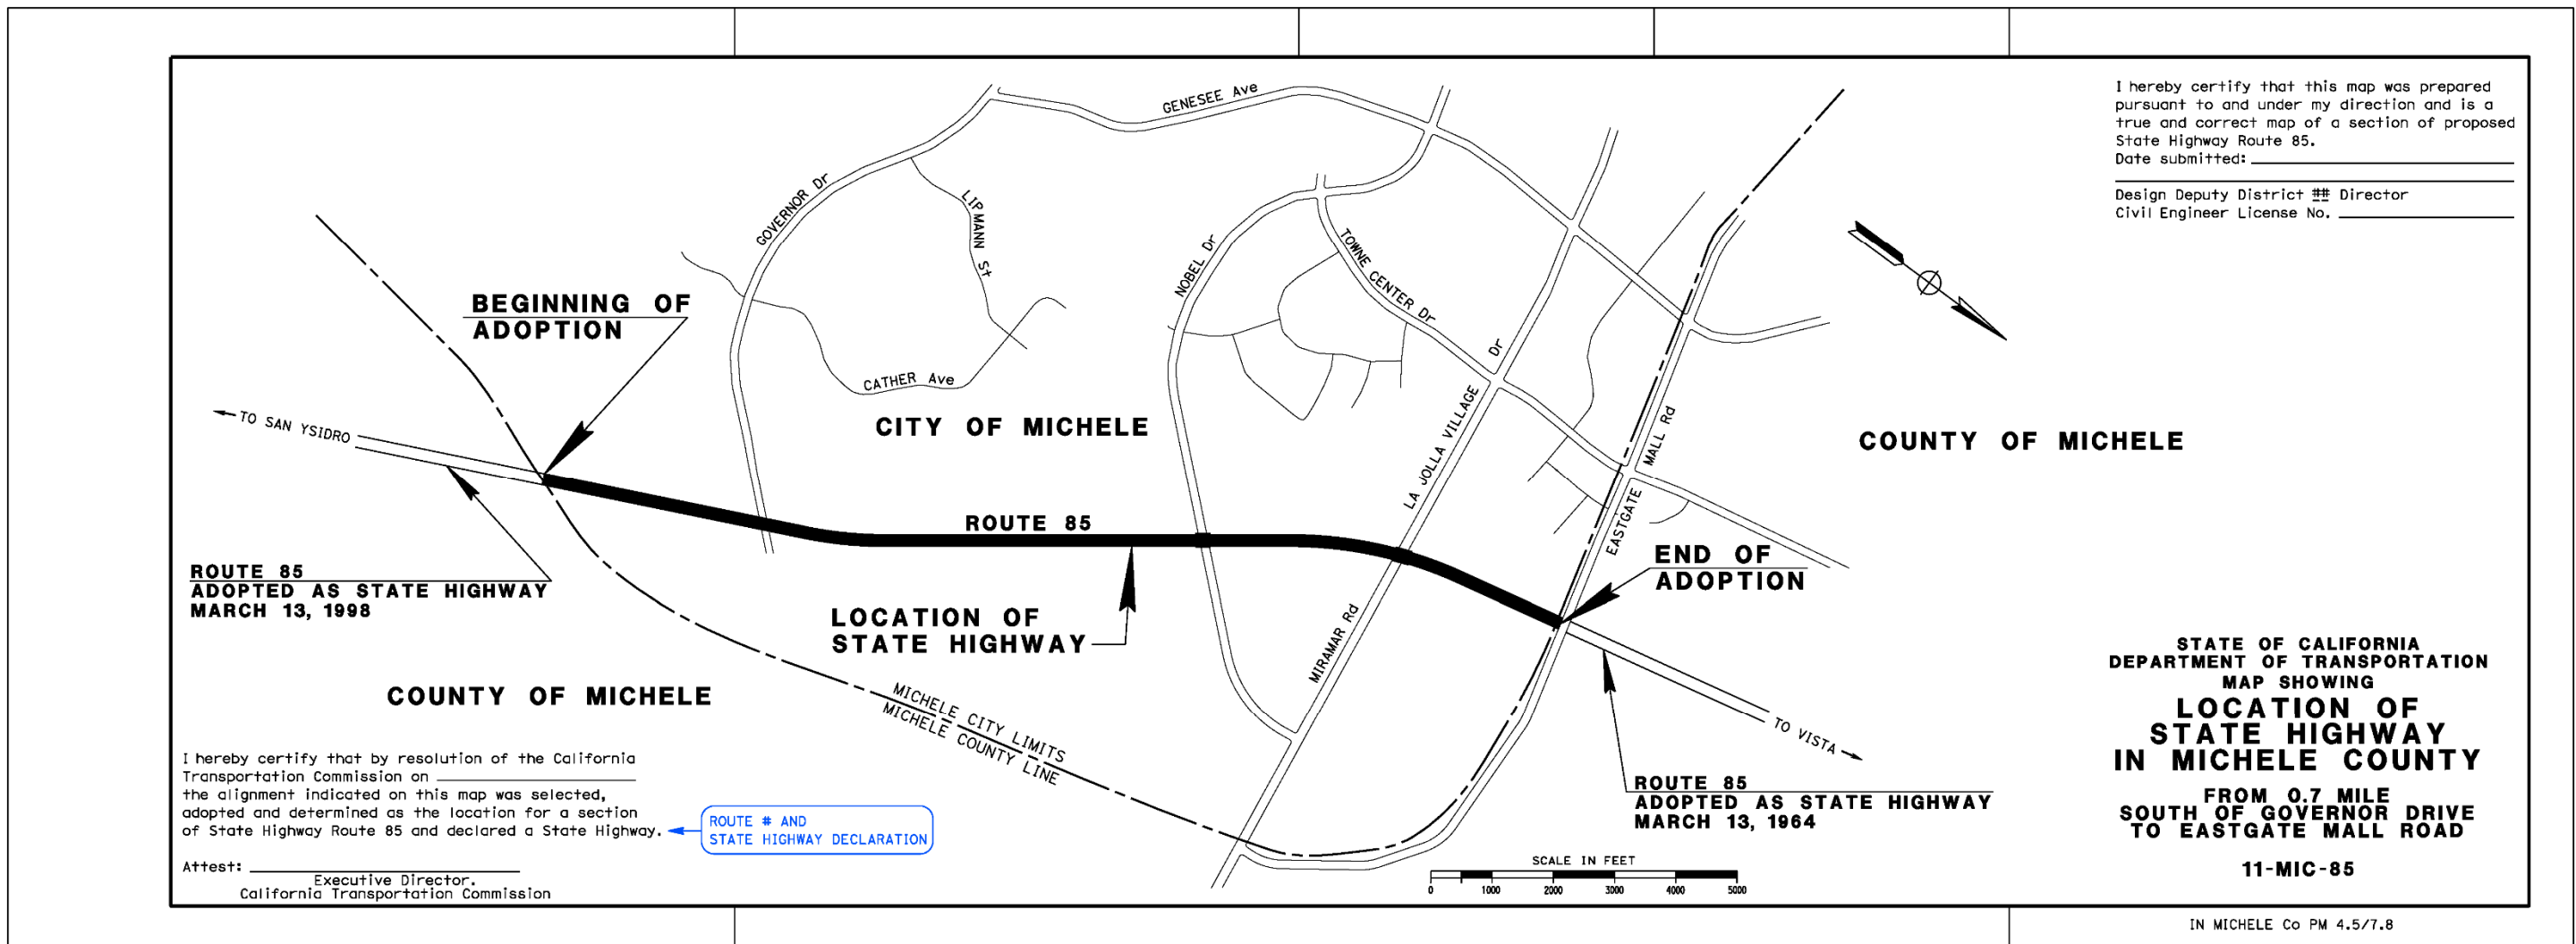 I hereby certify that this map was prepared
pursuant to and under my direction and is a
true and correct map of a section of proposed
State Highway Route 85.
Date submitted:
Design Deputy District ## Director
Civil Engineer License No.
GENESEE Ave
GOVERNOR Dr
LIPMANN St
NOBEL Dr
TOWNE CENTER Dr
BEGINNING OF
ADOPTION
CATHER Ave
TO SAN YSIDRO
CITY OF MICHELE
LA JOLLA VILLAGE Dr
EASTGATE MALL Rd
COUNTY OF MICHELE
ROUTE 85
ROUTE 85
ADOPTED AS STATE HIGHWAY
MARCH 13, 1998
LOCATION OF
STATE HIGHWAY
END OF
ADOPTION
MIRAMAR Rd
COUNTY OF MICHELE
MICHELE CITY LIMITS
MICHELE COUNTY LINE
TO VISTA
ROUTE 85
ADOPTED AS STATE HIGHWAY
MARCH 13, 1964
STATE OF CALIFORNIA
DEPARTMENT OF TRANSPORTATION
MAP SHOWING
LOCATION OF
STATE HIGHWAY
IN MICHELE COUNTY
FROM 0.7 MILE
SOUTH OF GOVERNOR DRIVE
TO EASTGATE MALL ROAD
11-MIC-85
I hereby certify that by resolution of the California
Transportation Commission on
the alignment indicated on this map was selected,
adopted and determined as the location for a section
of State Highway Route 85 and declared a State Highway.
ROUTE # AND
STATE HIGHWAY DECLARATION
Attest:
Executive Director.
California Transportation Commission
SCALE IN FEET
0 1000 2000 3000 4000 5000
IN MICHELE Co PM 4.5/7.8